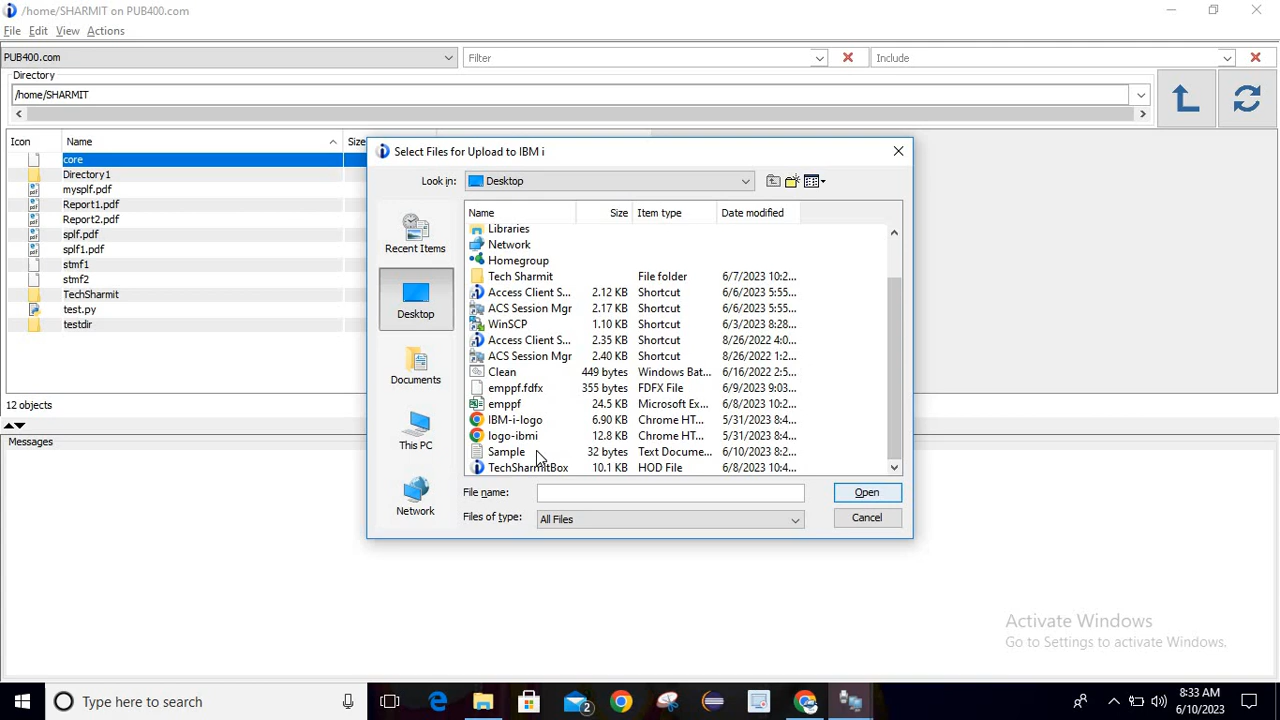 /home/SHARMIT on PUB400.com
File Edit View Actions
PUB400.com Filter Include
Directory
/home/SHARMIT
Icon Name Size
core
Directory1
mysplf.pdf
Report1.pdf
Report2.pdf
splf.pdf
splf1.pdf
stmf1
stmf2
TechSharmit
test.py
testdir
12 objects
Messages
Select Files for Upload to IBM i
Look in: Desktop
Recent Items
Desktop
Documents
This PC
Network
Name Size Item type Date modified
Libraries
Network
Homegroup
Tech Sharmit File folder 6/7/2023 10:2...
Access Client S... 2.12 KB Shortcut 6/6/2023 5:55...
ACS Session Mgr 2.17 KB Shortcut 6/6/2023 5:55...
WinSCP 1.10 KB Shortcut 6/3/2023 8:28...
Access Client S... 2.35 KB Shortcut 8/26/2022 4:0...
ACS Session Mgr 2.40 KB Shortcut 8/26/2022 1:2...
Clean 449 bytes Windows Bat... 6/16/2022 2:5...
emppf.fdfx 355 bytes FDFX File 6/9/2023 9:03...
emppf 24.5 KB Microsoft Ex... 6/8/2023 10:2...
IBM-i-logo 6.90 KB Chrome HT... 5/31/2023 8:4...
logo-ibmi 12.8 KB Chrome HT... 5/31/2023 8:4...
Sample 32 bytes Text Docume... 6/10/2023 8:2...
TechSharmitBox 10.1 KB HOD File 6/8/2023 10:4...
File name: Open
Files of type: All Files Cancel
Activate Windows
Go to Settings to activate Windows.
Type here to search
2
8:33 AM
6/10/2023